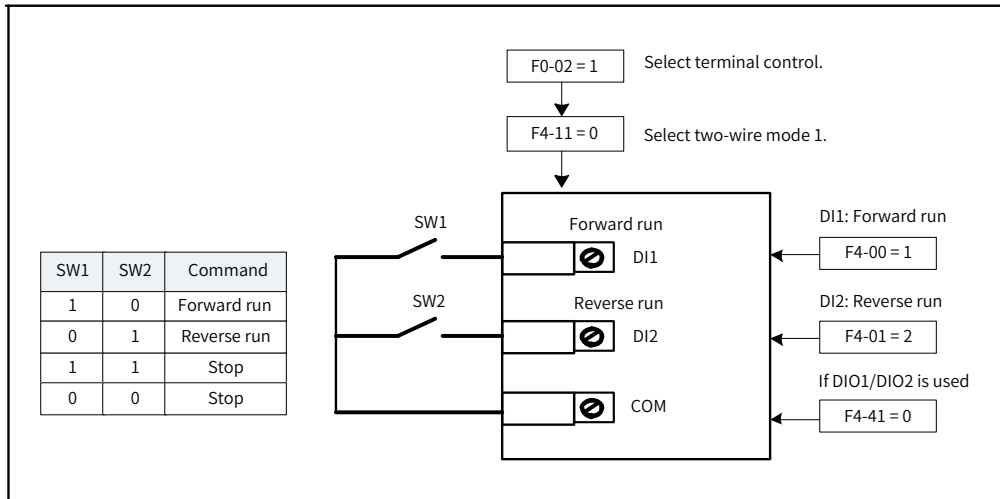 F0-02 = 1
Select terminal control.
F4-11 = 0
Select two-wire mode 1.
SW1 SW2 Command
1 0 Forward run
0 1 Reverse run
1 1 Stop
0 0 Stop
SW1
SW2
Forward run
DI1
Reverse run
DI2
COM
DI1: Forward run
F4-00 = 1
DI2: Reverse run
F4-01 = 2
If DIO1/DIO2 is used
F4-41 = 0